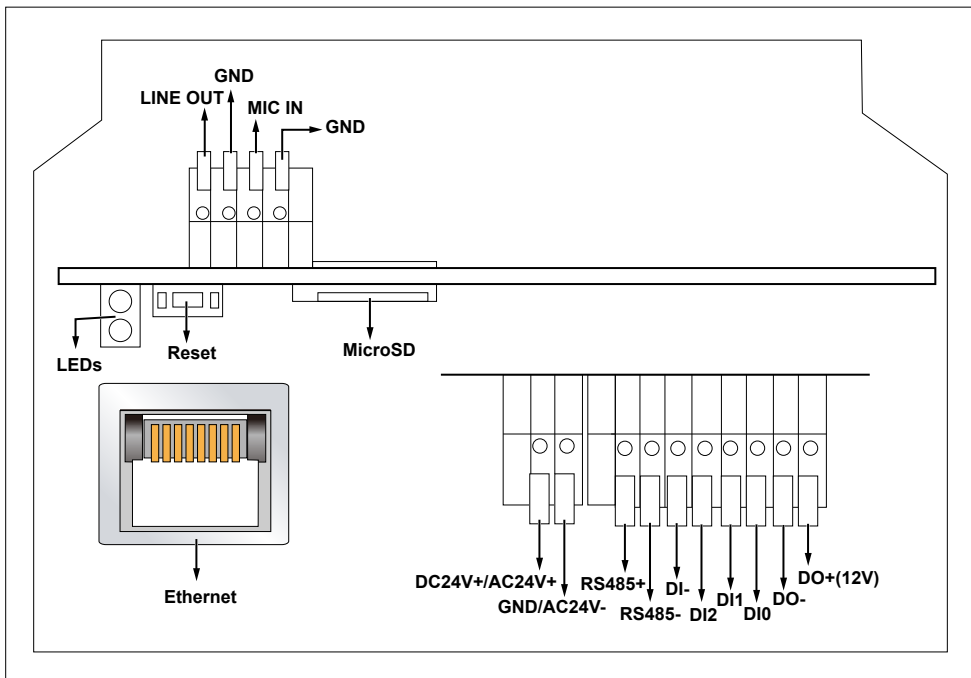 GND
LINE OUT
MIC IN
GND
LEDs
Reset
MicroSD
Ethernet
DC24V+/AC24V+
GND/AC24V-
RS485+
RS485-
DI-
DI2
DI1
DI0
DO-
DO+(12V)